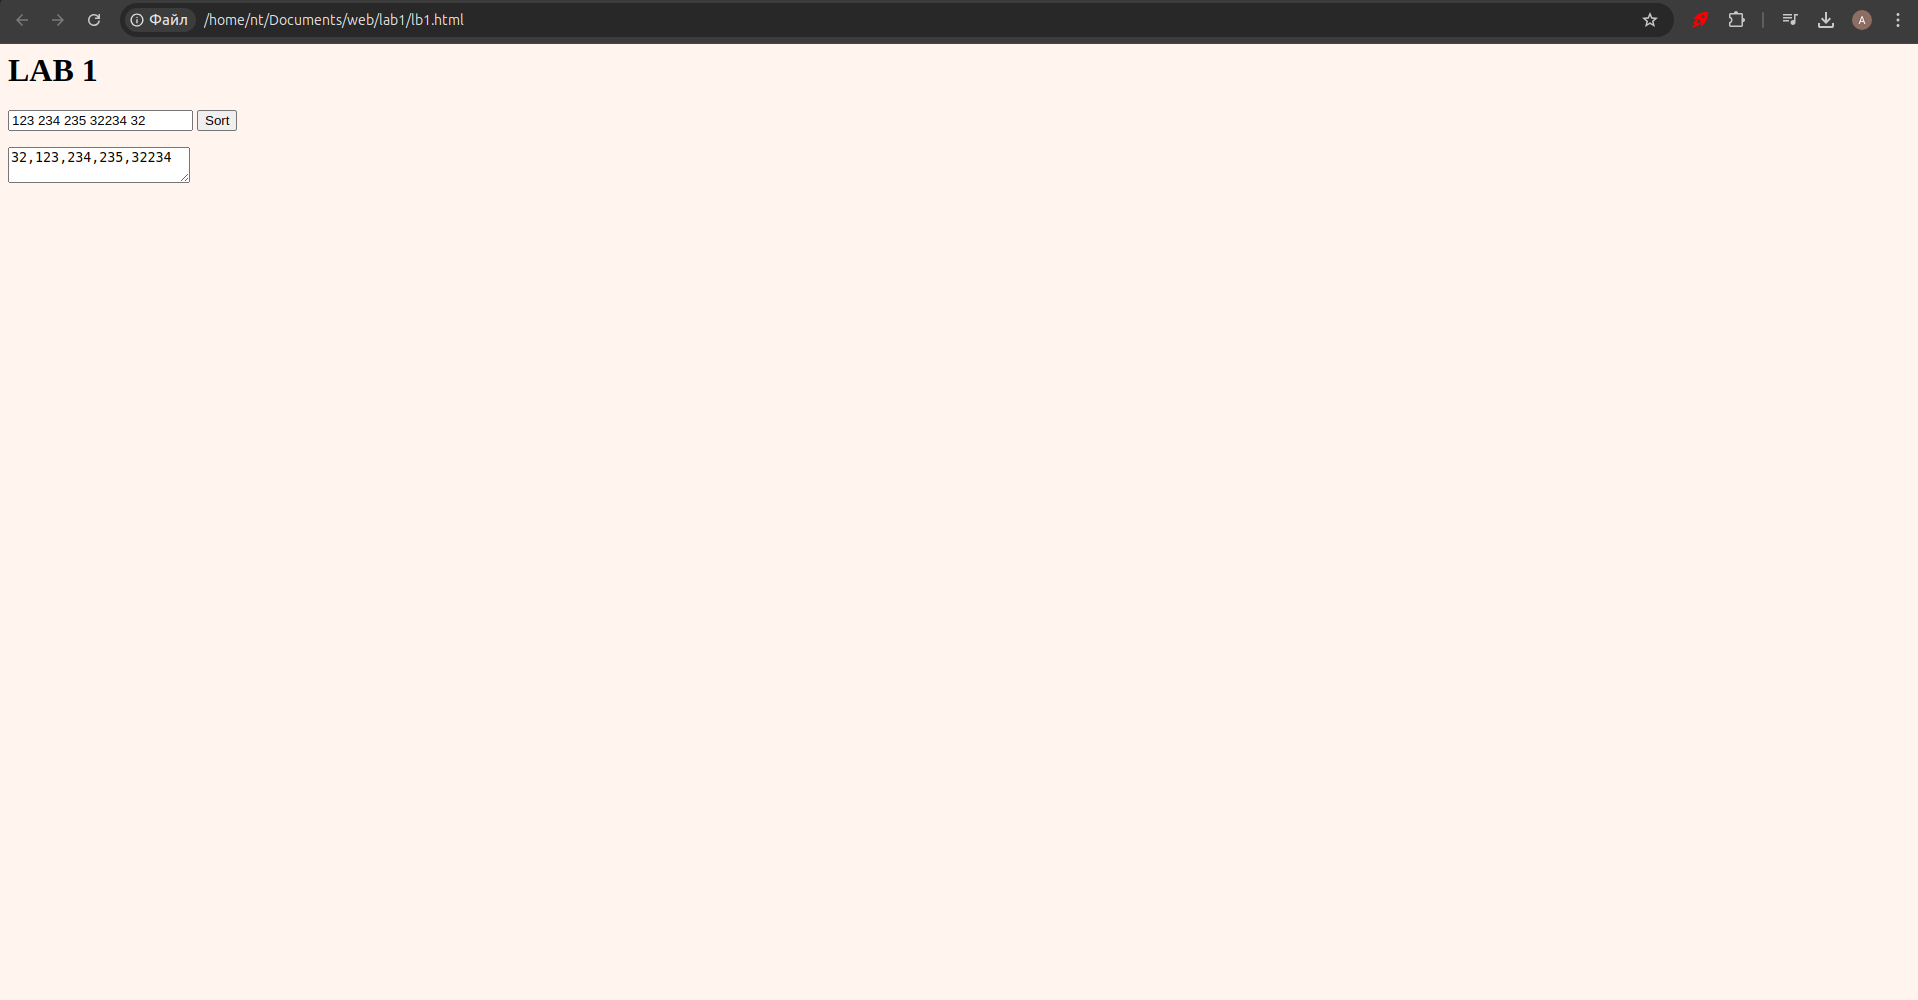 Файл /home/nt/Documents/web/lab1/lb1.html A
LAB 1
123 234 235 32234 32 Sort
32,123,234,235,32234